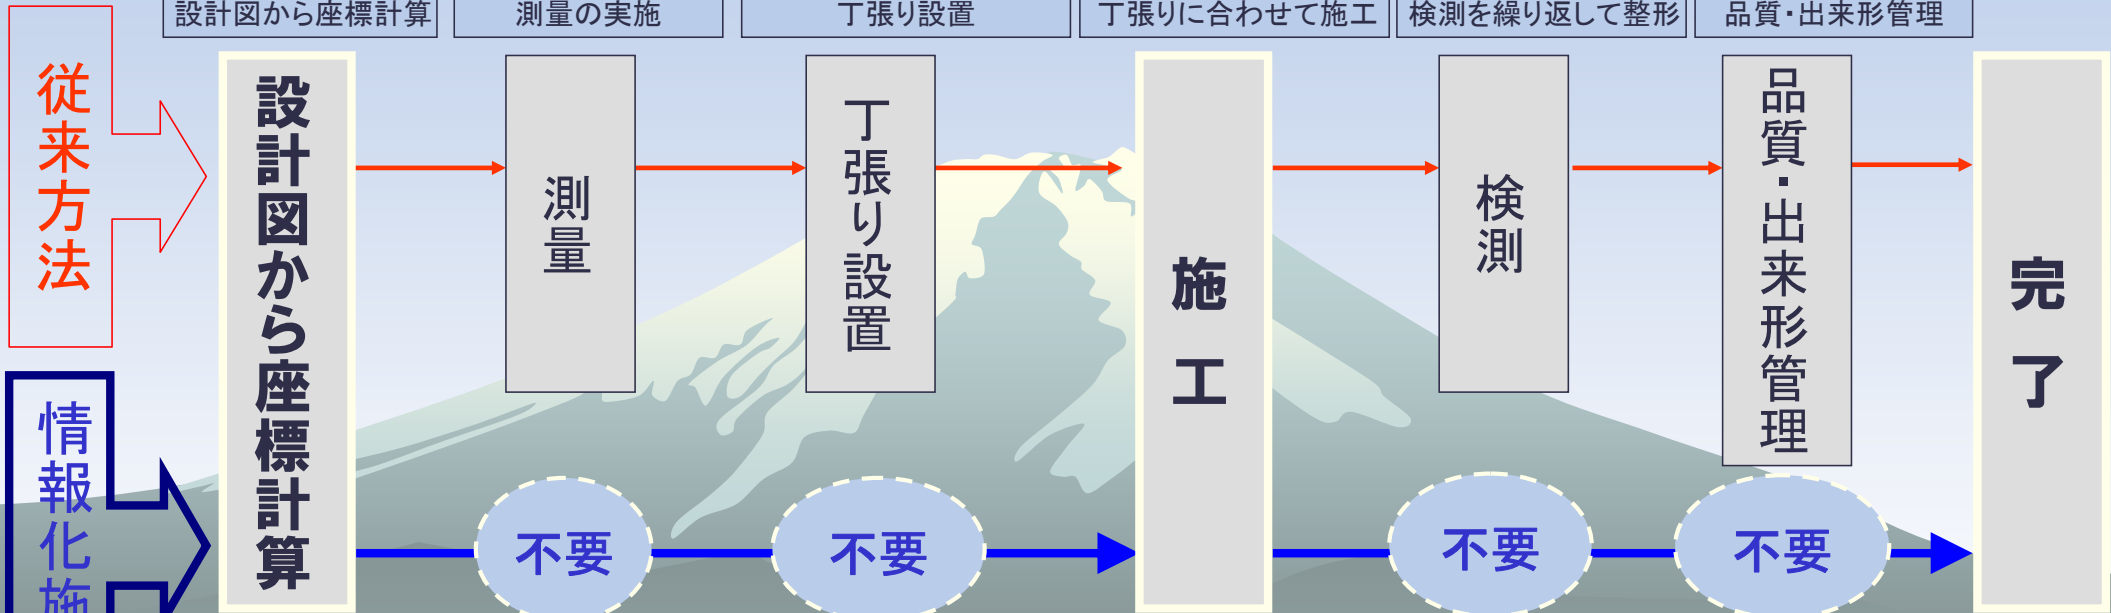 設計図から座標計算
測量の実施
丁張り設置
丁張りに合わせて施工
検測を繰り返して整形
品質・出来形管理
従来方法
設計図から座標計算
測量
丁張り設置
施工
検測
品質・出来形管理
完了
情報化施
不要
不要
不要
不要